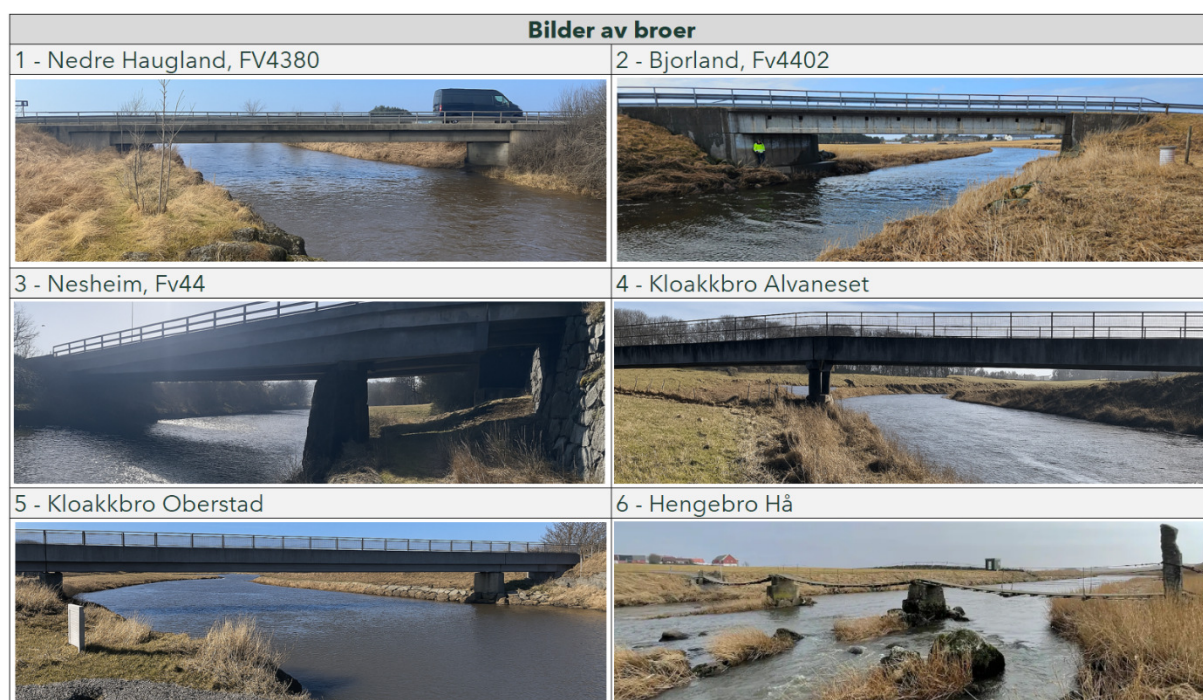 Bilder av broer
1 - Nedre Haugland, FV4380
2 - Bjorland, Fv4402
3 - Nesheim, Fv44
4 - Kloakkbro Alvaneset
5 - Kloakkbro Oberstad
6 - Hengebro Hå